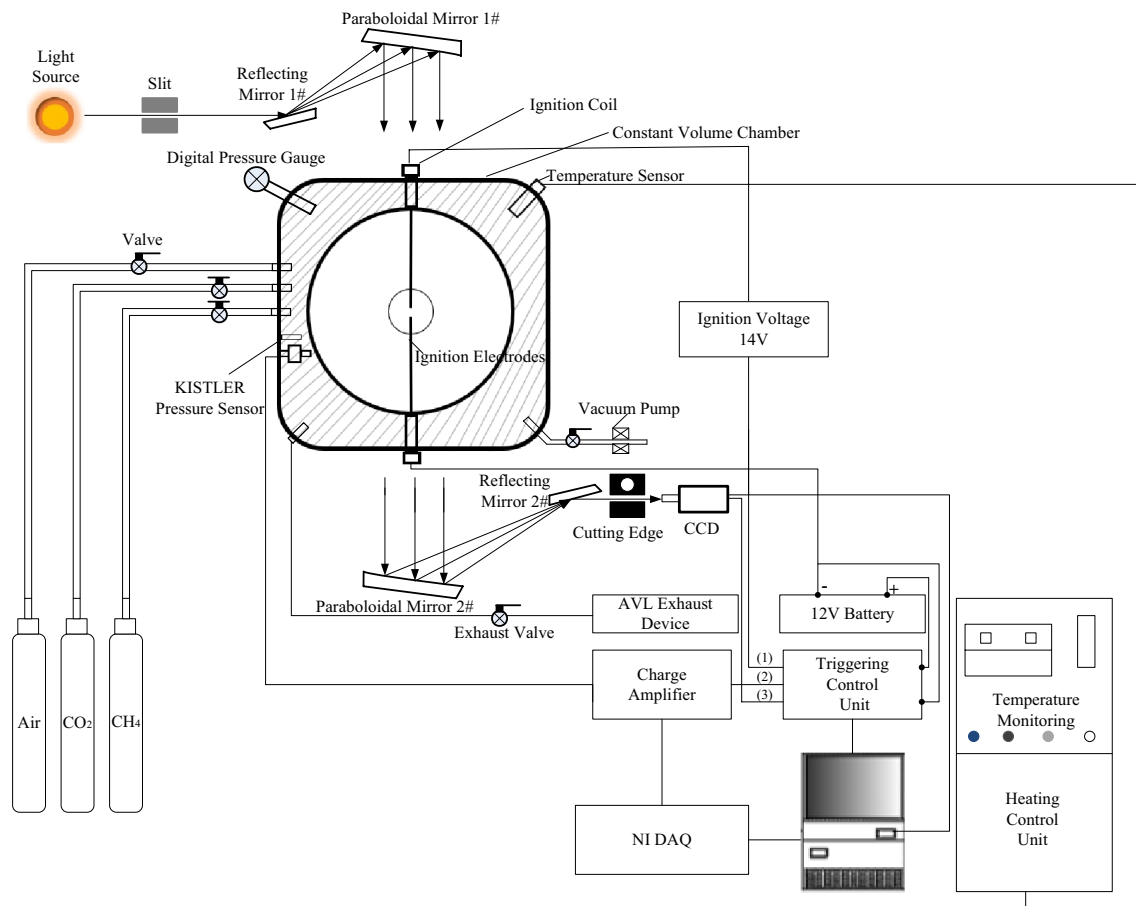 Paraboloidal Mirror 1#
Light
Source
Slit
Reflecting
Mirror 1#
Ignition Coil
Constant Volume Chamber
Digital Pressure Gauge
Temperature Sensor
Valve
Ignition Voltage
14V
Ignition Electrodes
KISTLER
Pressure Sensor
Vacuum Pump
Reflecting
Mirror 2#
Cutting Edge
CCD
Paraboloidal Mirror 2#
Exhaust Valve
AVL Exhaust
Device
- +
12V Battery
(1)
(2)
(3)
Charge
Amplifier
Triggering
Control
Unit
Temperature
Monitoring
Air
CO2
CH4
NI DAQ
Heating
Control
Unit